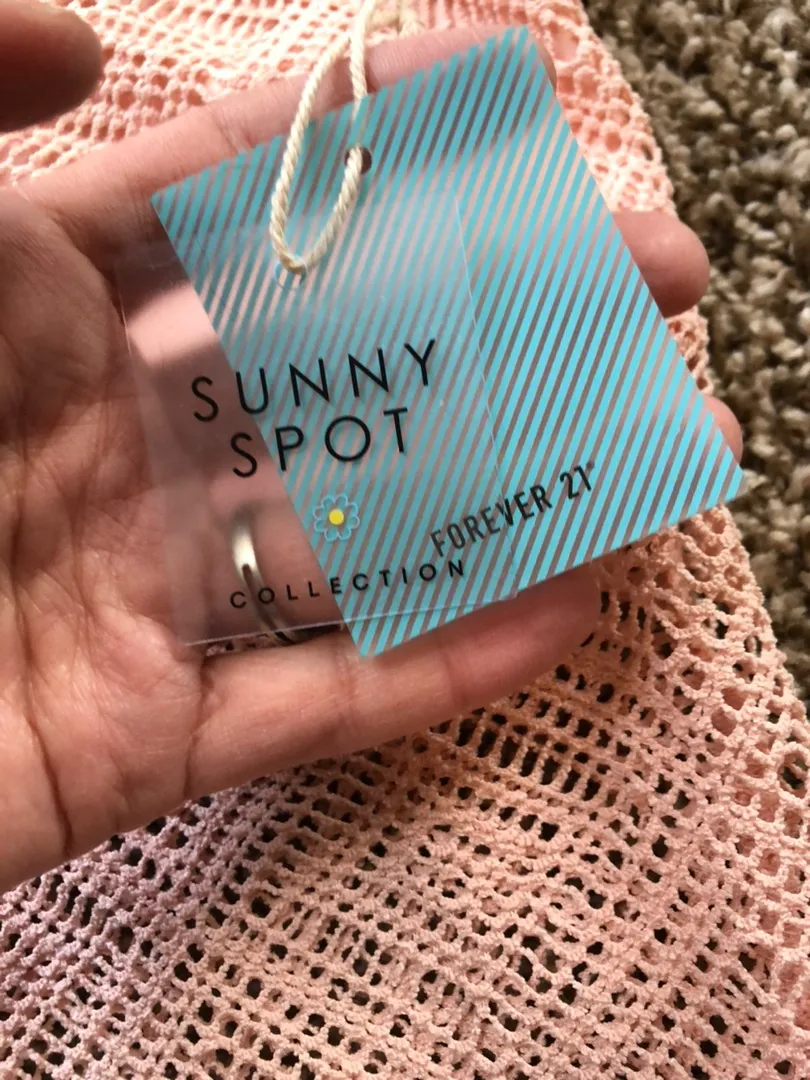 SUNNY
SPOT
FOREVER 21
COLLECTION